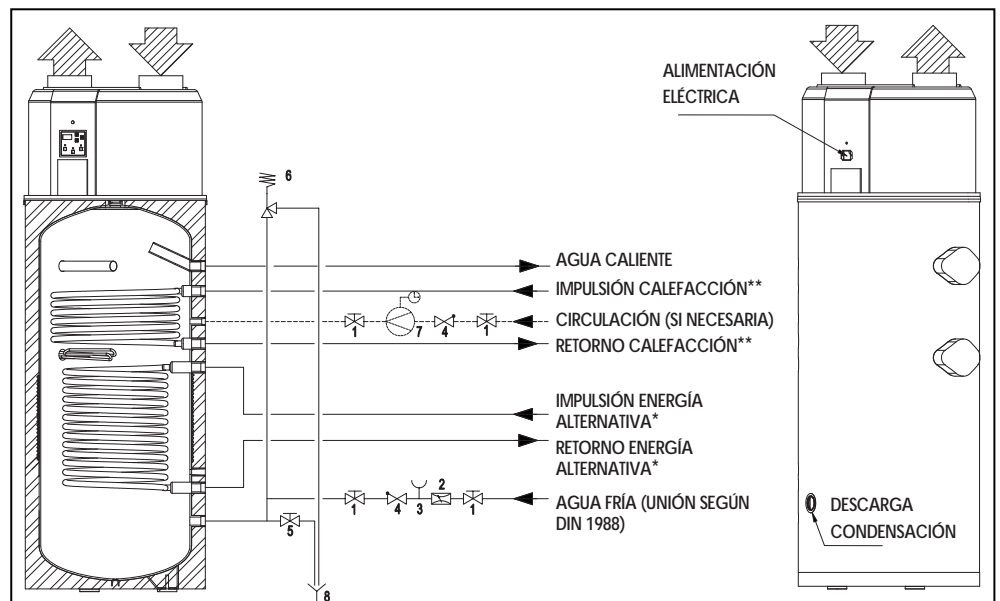 ALIMENTACIÓN
ELÉCTRICA
6
AGUA CALIENTE
IMPULSIÓN CALEFACCIÓN**
CIRCULACIÓN (SI NECESARIA)
1
7
4
1
RETORNO CALEFACCIÓN**
IMPULSIÓN ENERGÍA
ALTERNATIVA*
RETORNO ENERGÍA
ALTERNATIVA*
2
1
4
3
1
AGUA FRÍA (UNIÓN SEGÚN
DIN 1988)
5
8
DESCARGA
CONDENSACIÓN